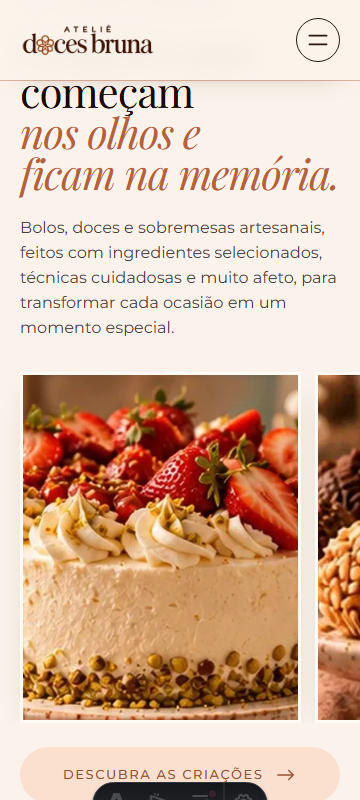 ATELIÊ
doces bruna
começam
nos olhos e
ficam na memória.
Bolos, doces e sobremesas artesanais,
feitos com ingredientes selecionados,
técnicas cuidadosas e muito afeto, para
transformar cada ocasião em um
momento especial.
DESCUBRA AS CRIAÇÕES